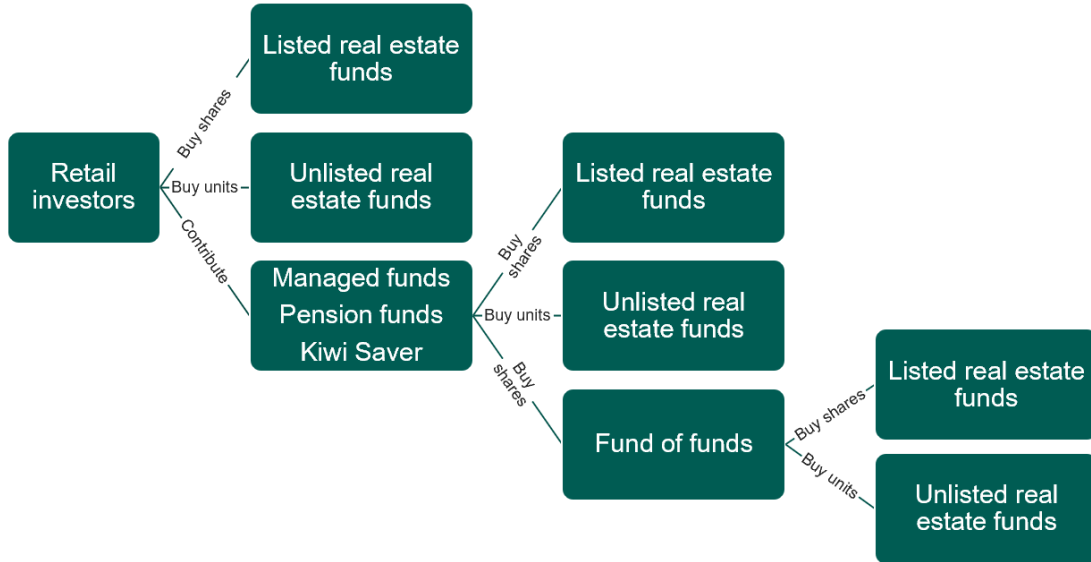 Listed real estate
funds
Buy shares
Retail
investors
Buy units
Unlisted real
estate funds
Contribute
Managed funds
Pension funds
Kiwi Saver
Buy
shares
Listed real estate
funds
Buy units
Unlisted real
estate funds
Buy
shares
Fund of funds
Buy shares
Listed real estate
funds
Buy units
Unlisted real
estate funds